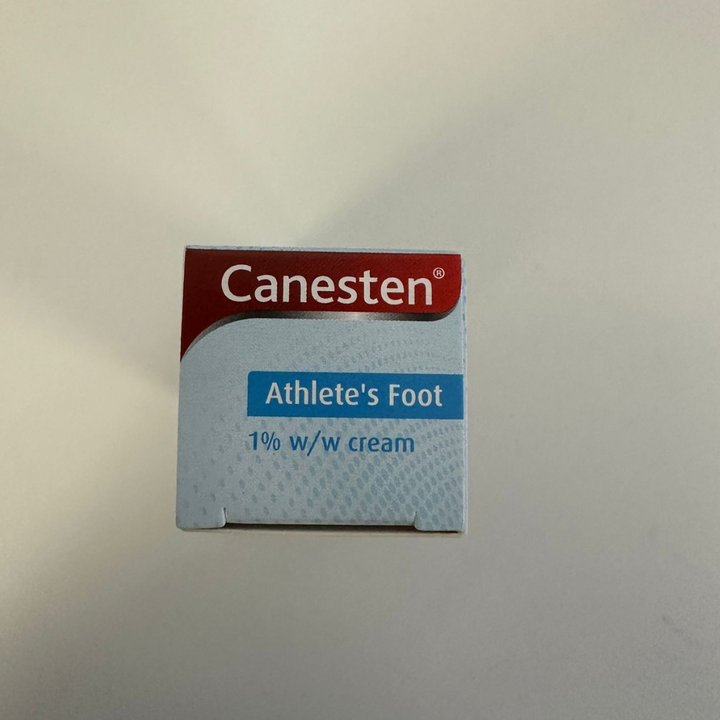 Canesten®
Athlete's Foot
1% w/w cream